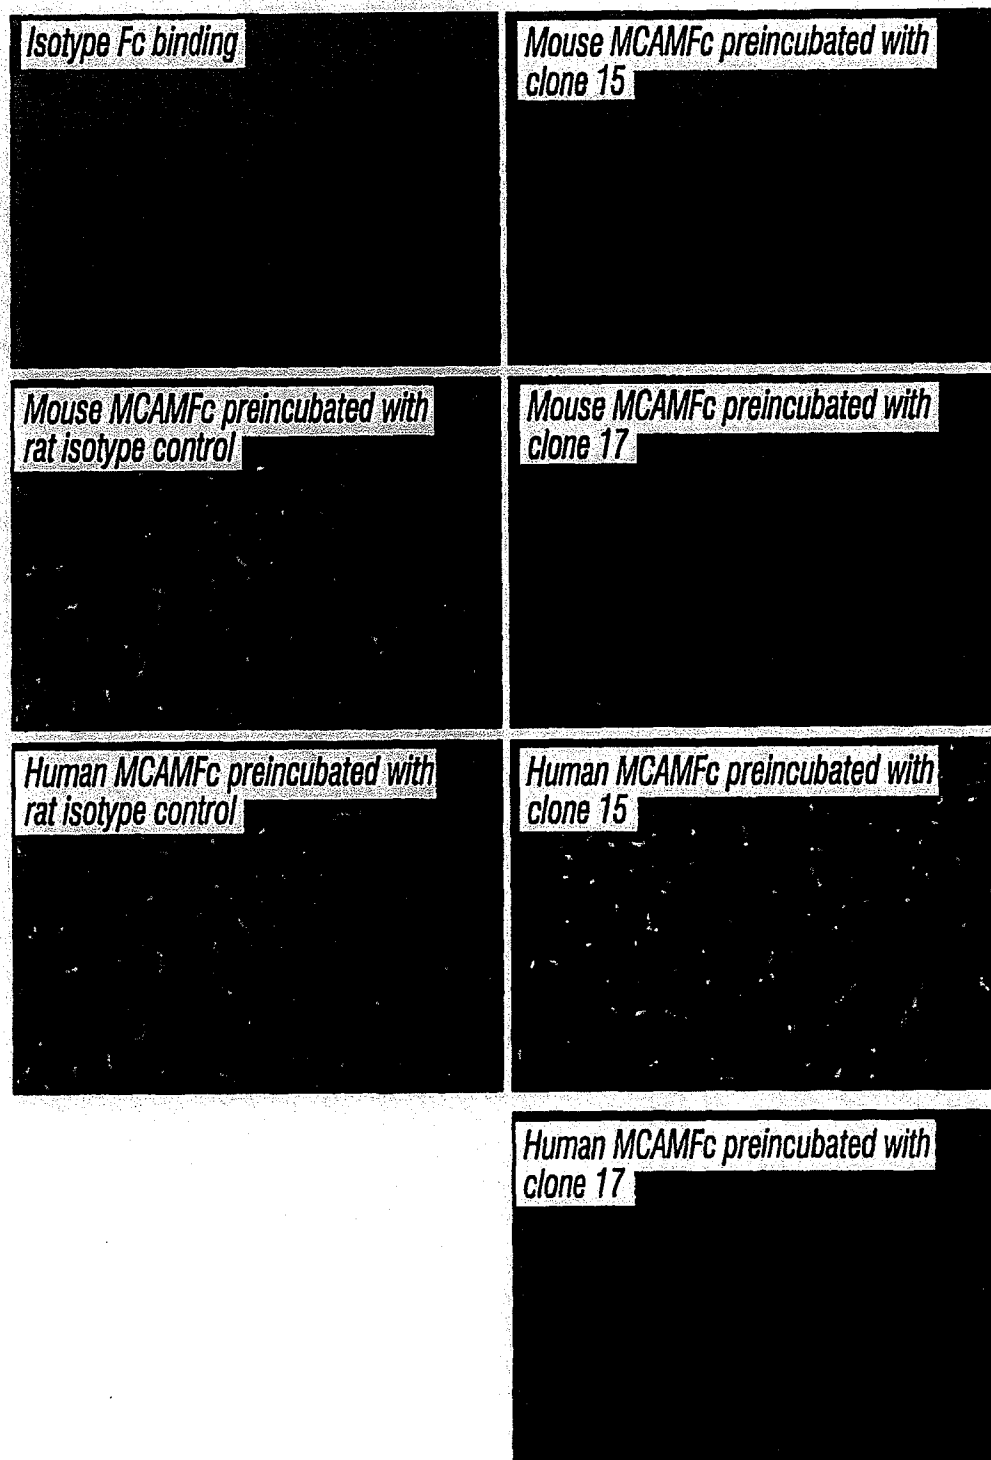 Isotype Fc binding
Mouse MCAMFc preincubated with
clone 15
Mouse MCAMFc preincubated with
rat isotype control
Mouse MCAMFc preincubated with
clone 17
Human MCAMFc preincubated with
rat isotype control
Human MCAMFc preincubated with
clone 15
Human MCAMFc preincubated with
clone 17